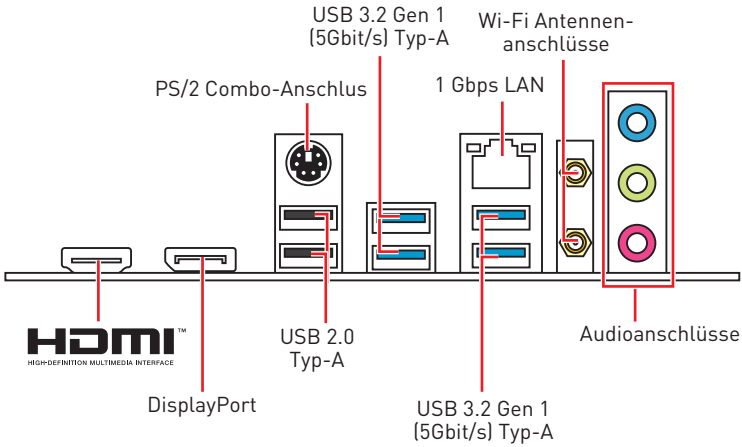 USB 3.2 Gen 1
(5Gbit/s) Typ-A
Wi-Fi Antennen-
anschlüsse
PS/2 Combo-Anschlus
1 Gbps LAN
HDMI™
HIGH-DEFINITION MULTIMEDIA INTERFACE
USB 2.0
Typ-A
Audioanschlüsse
DisplayPort
USB 3.2 Gen 1
(5Gbit/s) Typ-A